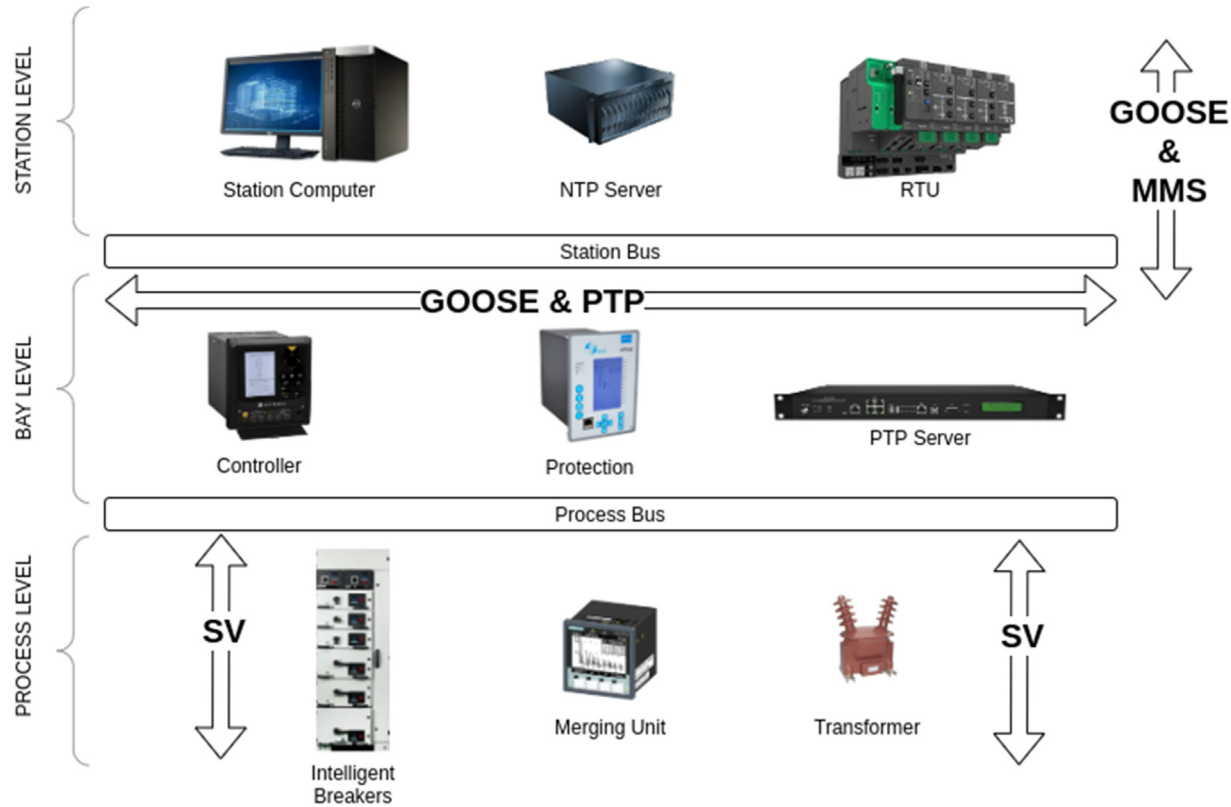 STATION LEVEL
Station Computer
NTP Server
RTU
GOOSE
&
MMS
Station Bus
BAY LEVEL
GOOSE & PTP
Controller
Protection
PTP Server
Process Bus
PROCESS LEVEL
SV
SV
Intelligent
Breakers
Merging Unit
Transformer